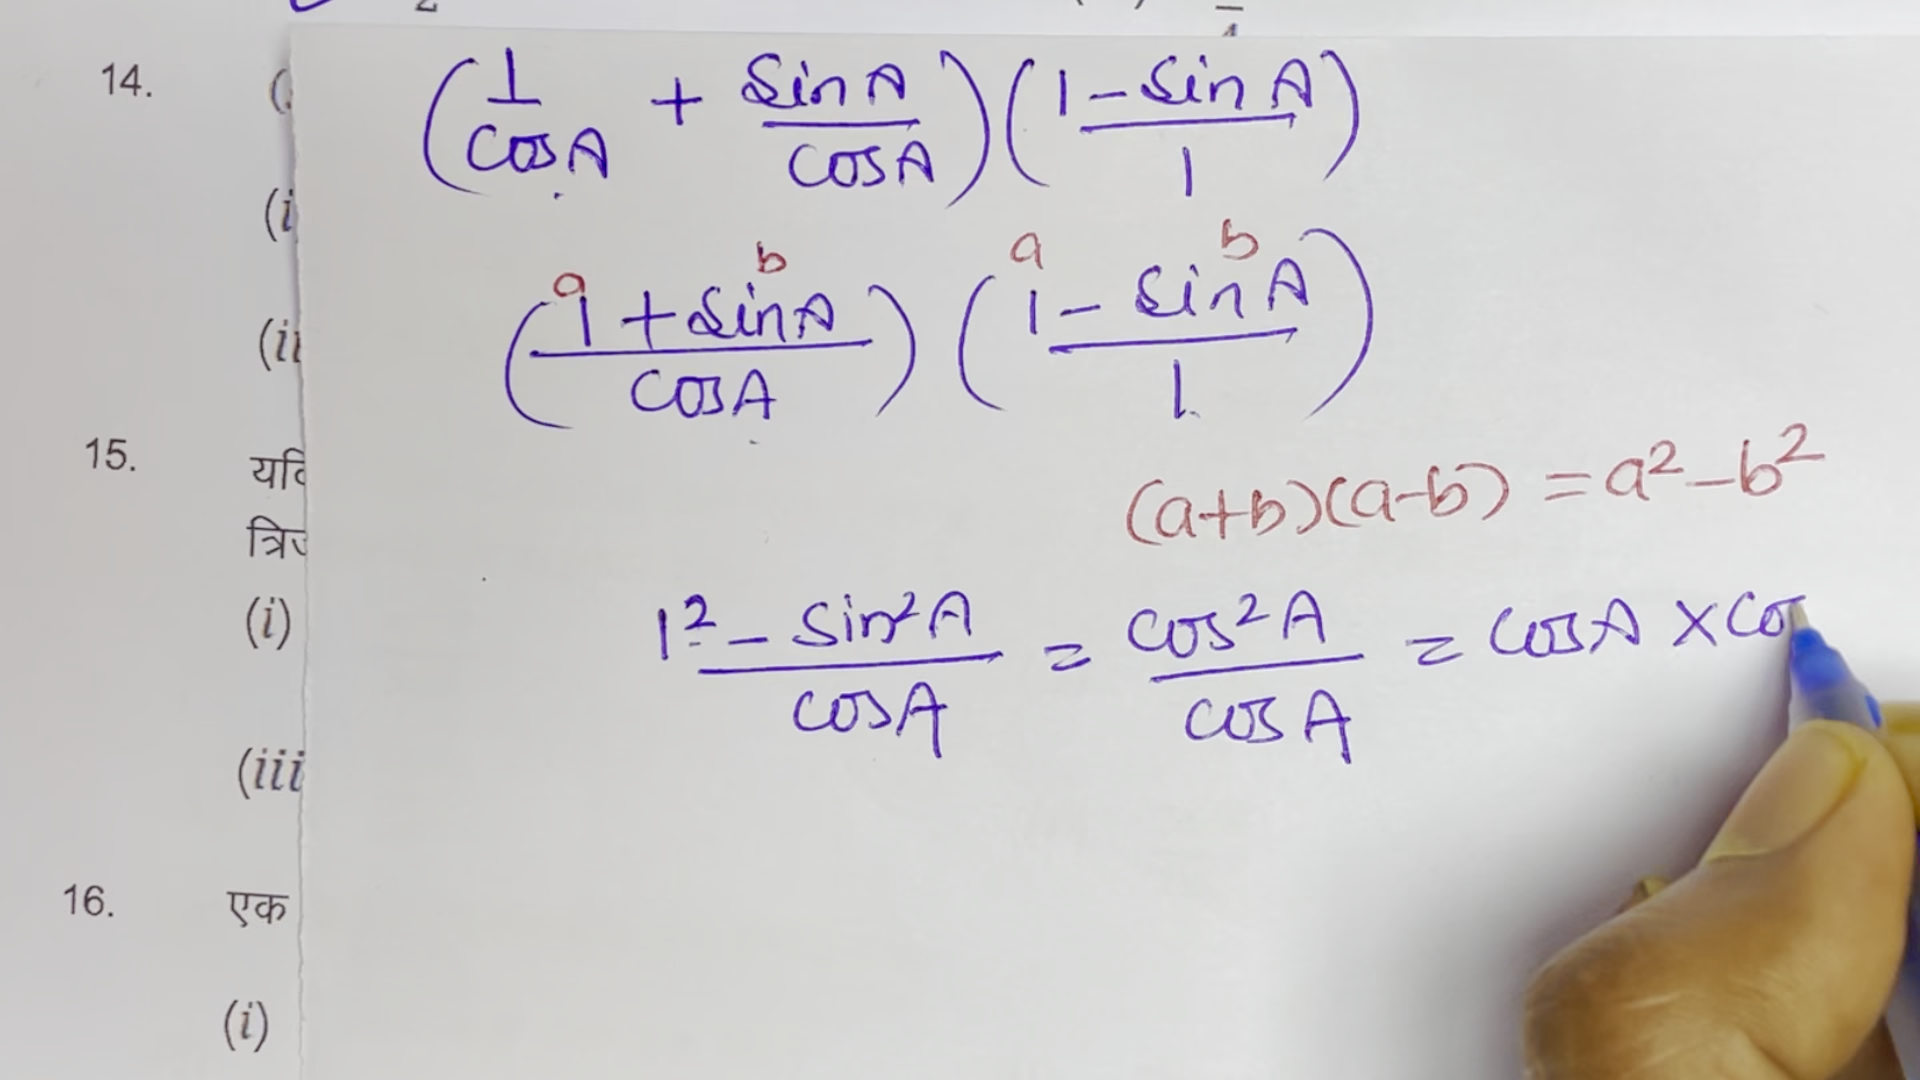 14.
(1/cosA + sinA/cosA)(1-sinA/1)
(i
a b a b
(1+sinA/cosA)(1-sinA/1)
(ii
15.
(a+b)(a-b) = a²-b²
(i)
1²-sin²A/cosA = cos²A/cosA = cosA × co
(iii
16.
एक
(i)